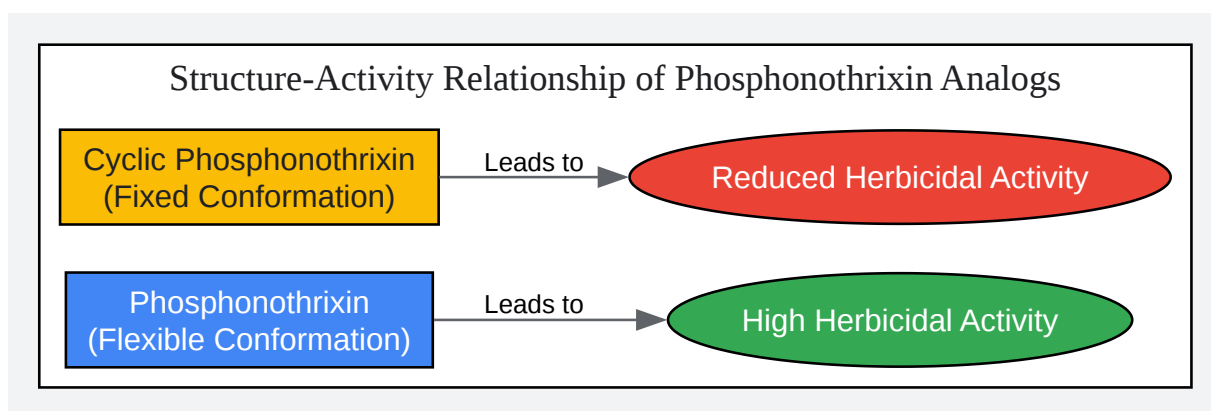 Structure-Activity Relationship of Phosphonothrixin Analogs
Cyclic Phosphonothrixin
(Fixed Conformation)
Leads to
Reduced Herbicidal Activity
Phosphonothrixin
(Flexible Conformation)
Leads to
High Herbicidal Activity